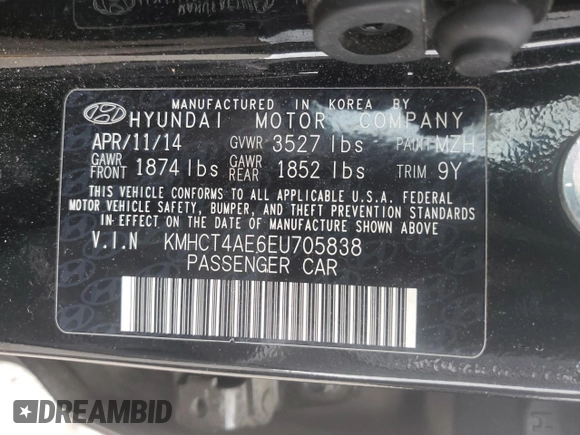 MANUFACTURED IN KOREA BY
HYUNDAI MOTOR COMPANY
APR/11/14 GVWR 3527 lbs PAINT MZH
GAWR FRONT 1874 lbs GAWR REAR 1852 lbs TRIM 9Y
THIS VEHICLE CONFORMS TO ALL APPLICABLE U.S.A. FEDERAL
MOTOR VEHICLE SAFETY, BUMPER, AND THEFT PREVENTION STANDARDS
IN EFFECT ON THE DATE OF MANUFACTURE SHOWN ABOVE.
V.I.N KMHCT4AE6EU705838
PASSENGER CAR
DREAMBID